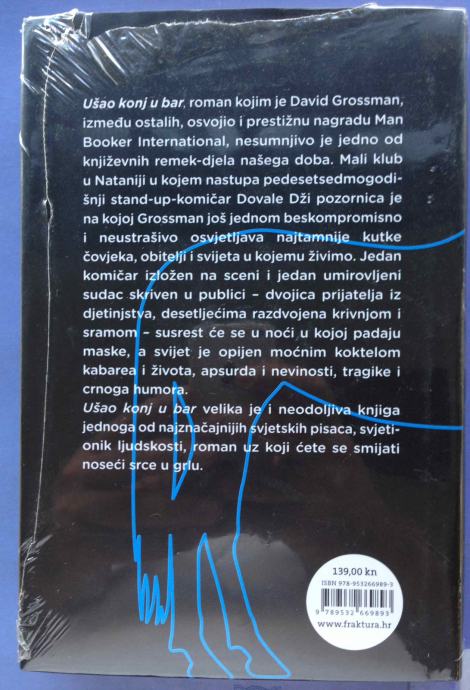 Ušao konj u bar, roman kojim je David Grossman,
između ostalih, osvojio i prestižnu nagradu Man
Booker International, nesumnjivo je jedno od
književnih remek-djela našega doba. Mali klub
u Nataniji u kojem nastupa pedesetsedmogodi-
šnji stand-up-komičar Dovale Dži pozornica je
na kojoj Grossman još jednom beskompromisno
i neustrašivo osvjetljava najtamnije kutke
čovjeka, obitelji i svijeta u kojemu živimo. Jedan
komičar izložen na sceni i jedan umirovljeni
sudac skriven u publici – dvojica prijatelja iz
djetinjstva, desetljećima razdvojena krivnjom i
sramom – susrest će se u noći u kojoj padaju
maske, a svijet je opijen moćnim koktelom
kabarea i života, apsurda i nevinosti, tragike i
crnoga humora.
Ušao konj u bar velika je i neodoljiva knjiga
jednoga od najznačajnijih svjetskih pisaca, svjeti-
onik ljudskosti, roman uz koji ćete se smijati
noseći srce u grlu.
139,00 kn
ISBN 978-953266989-3
9 789532 669893
www.fraktura.hr